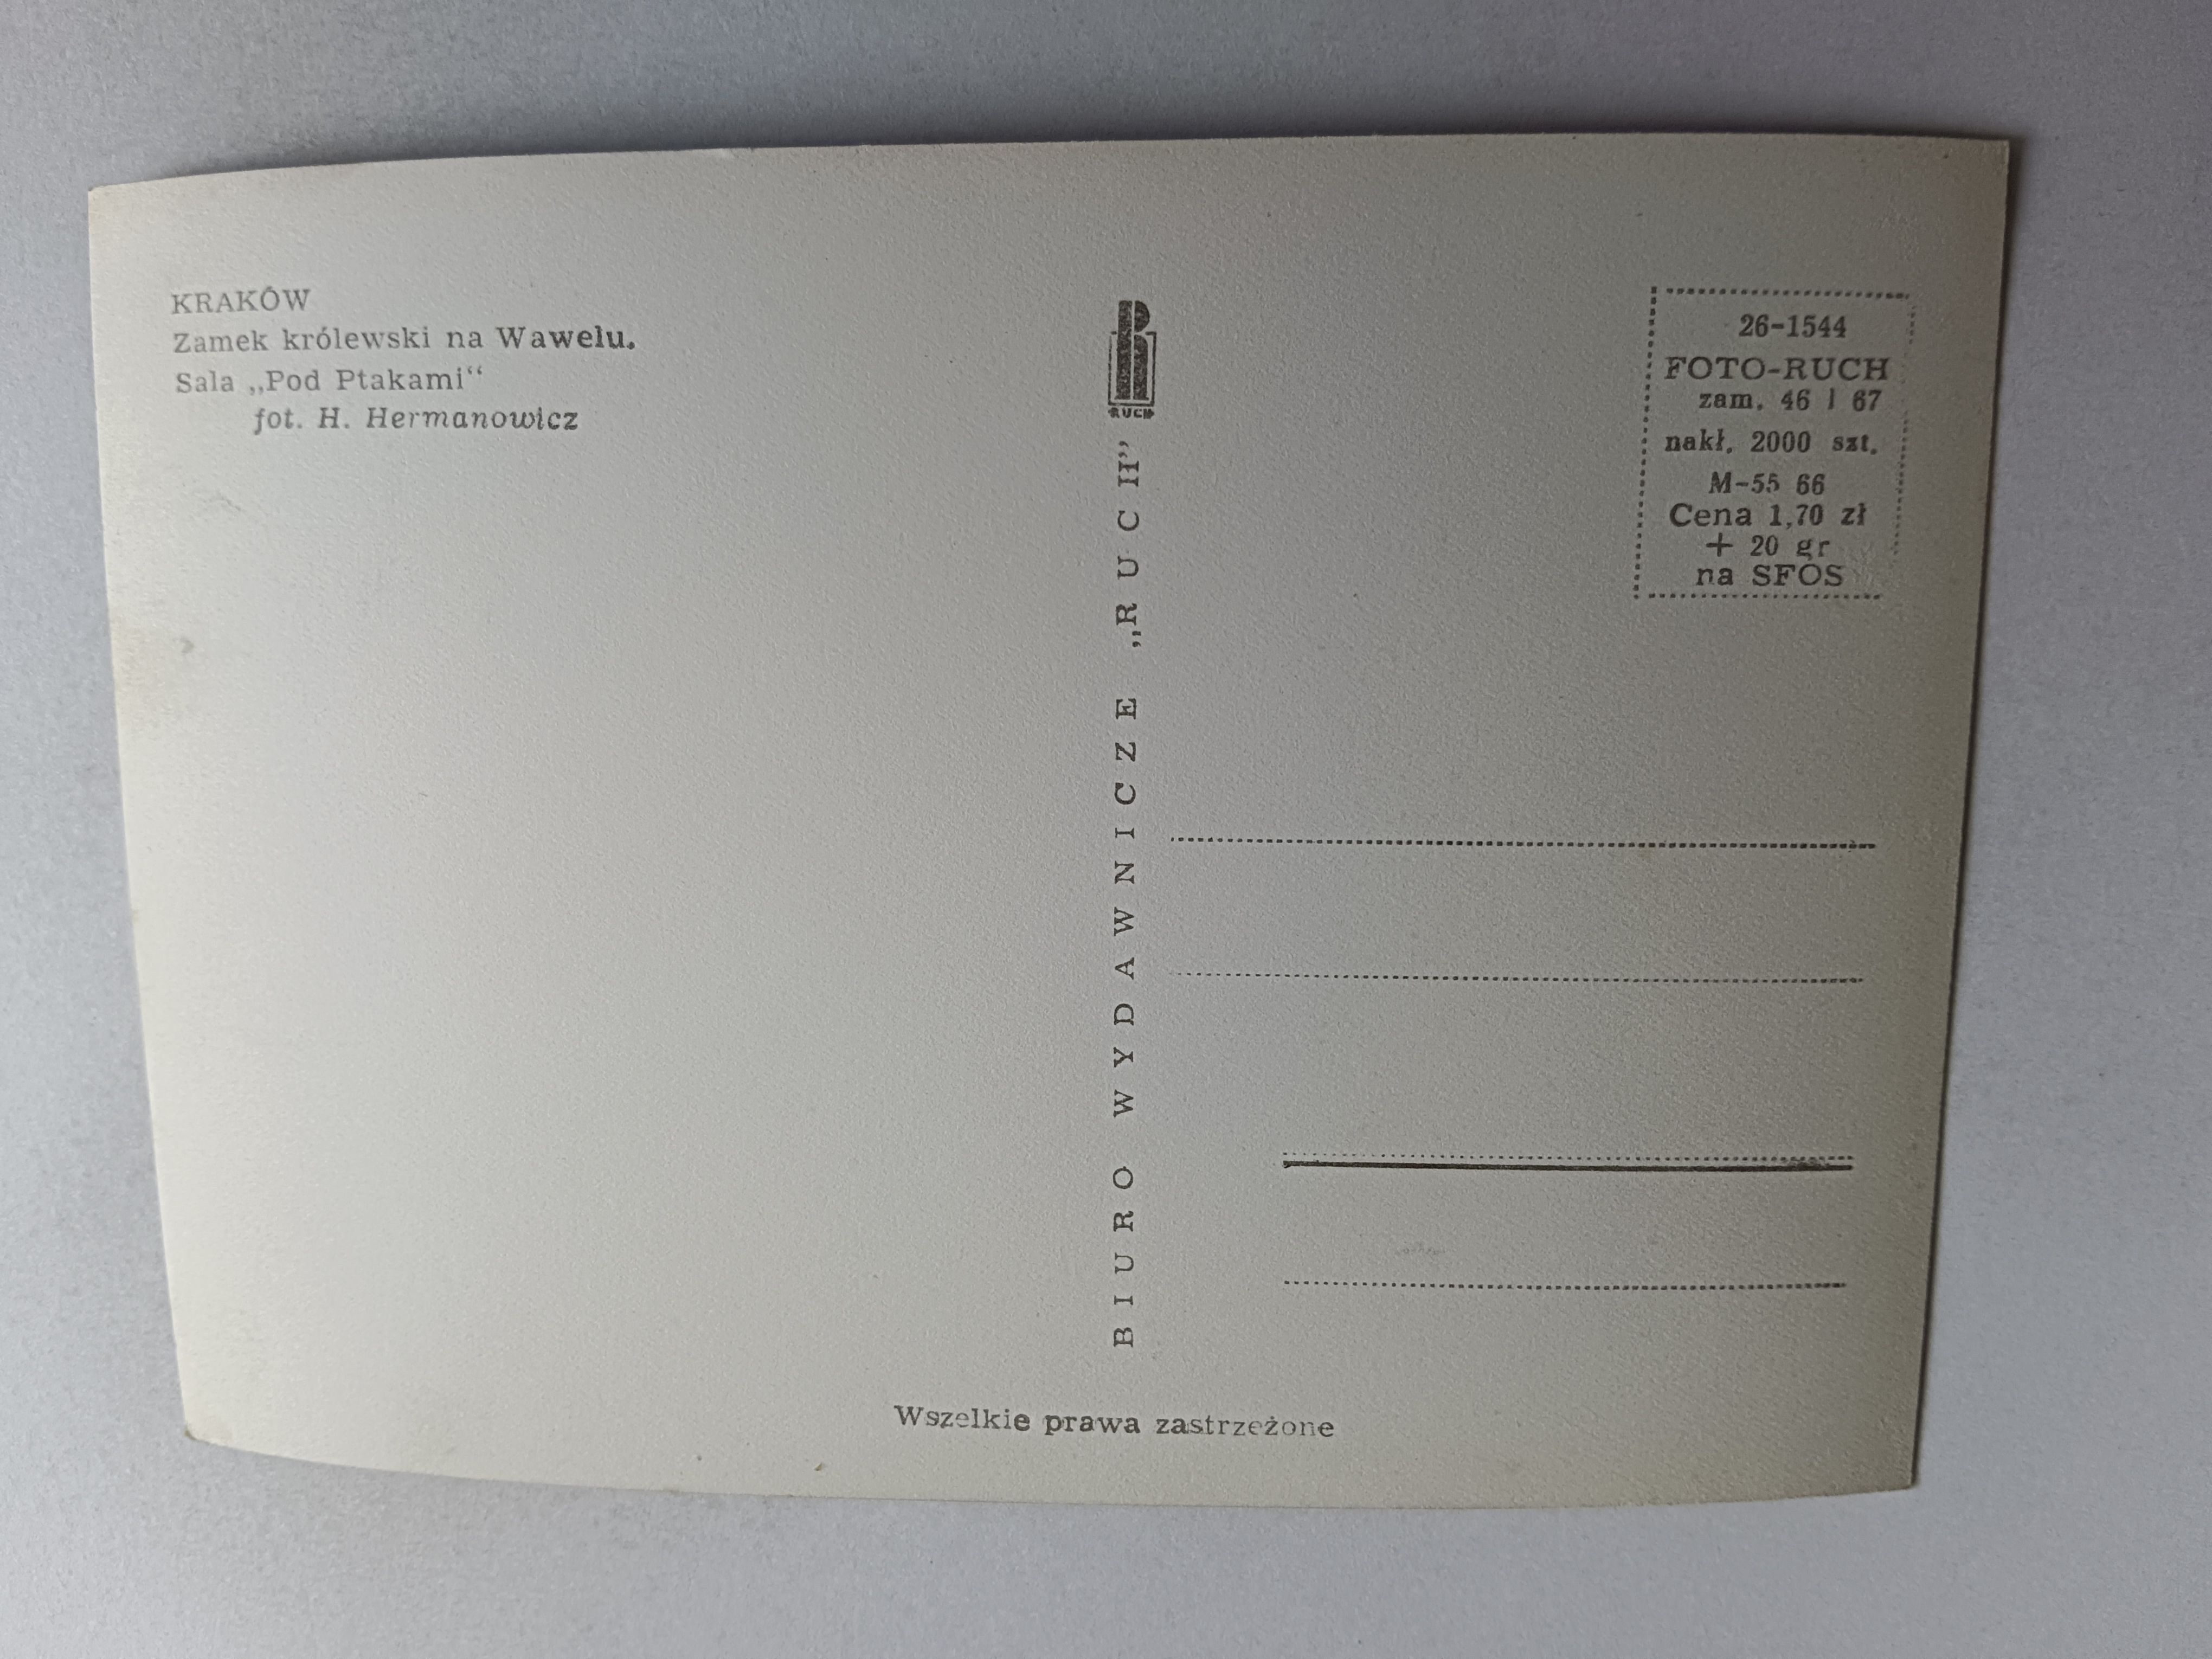 KRAKÓW
Zamek królewski na Wawelu.
Sala „Pod Ptakami“
fot. H. Hermanowicz
RUCH
BIURO WYDAWNICZE „RUCH”
26-1544
FOTO-RUCH
zam. 46 I 67
nakł. 2000 szt.
M-55 66
Cena 1,70 zł
+ 20 gr
na SFOS
Wszelkie prawa zastrzeżone